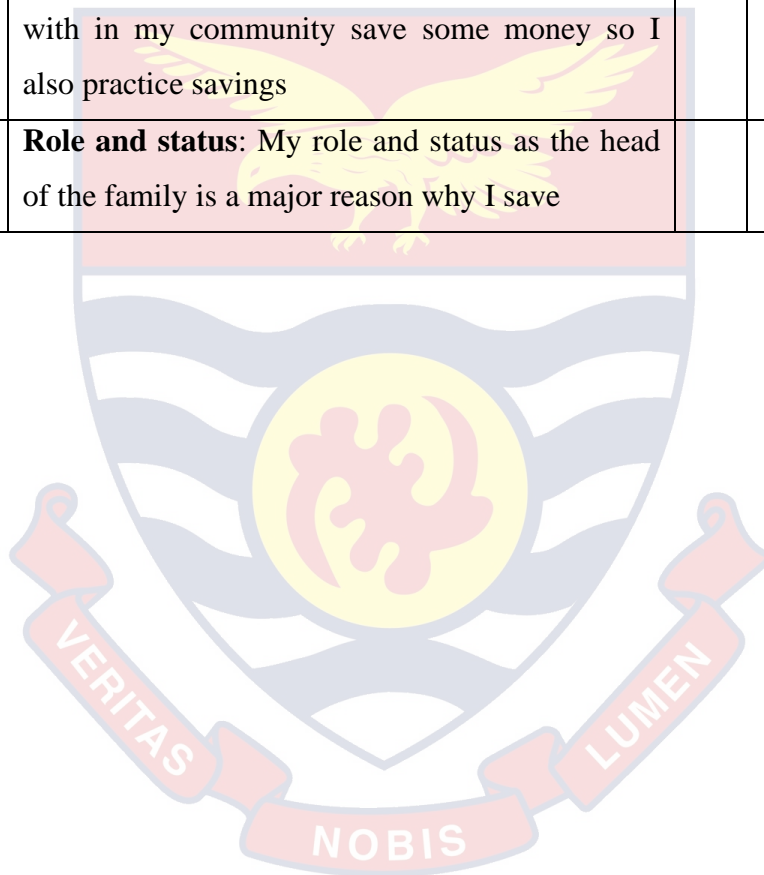 with in my community save some money so I
also practice savings
Role and status: My role and status as the head
of the family is a major reason why I save
VERITAS
NOBIS
LUMEN